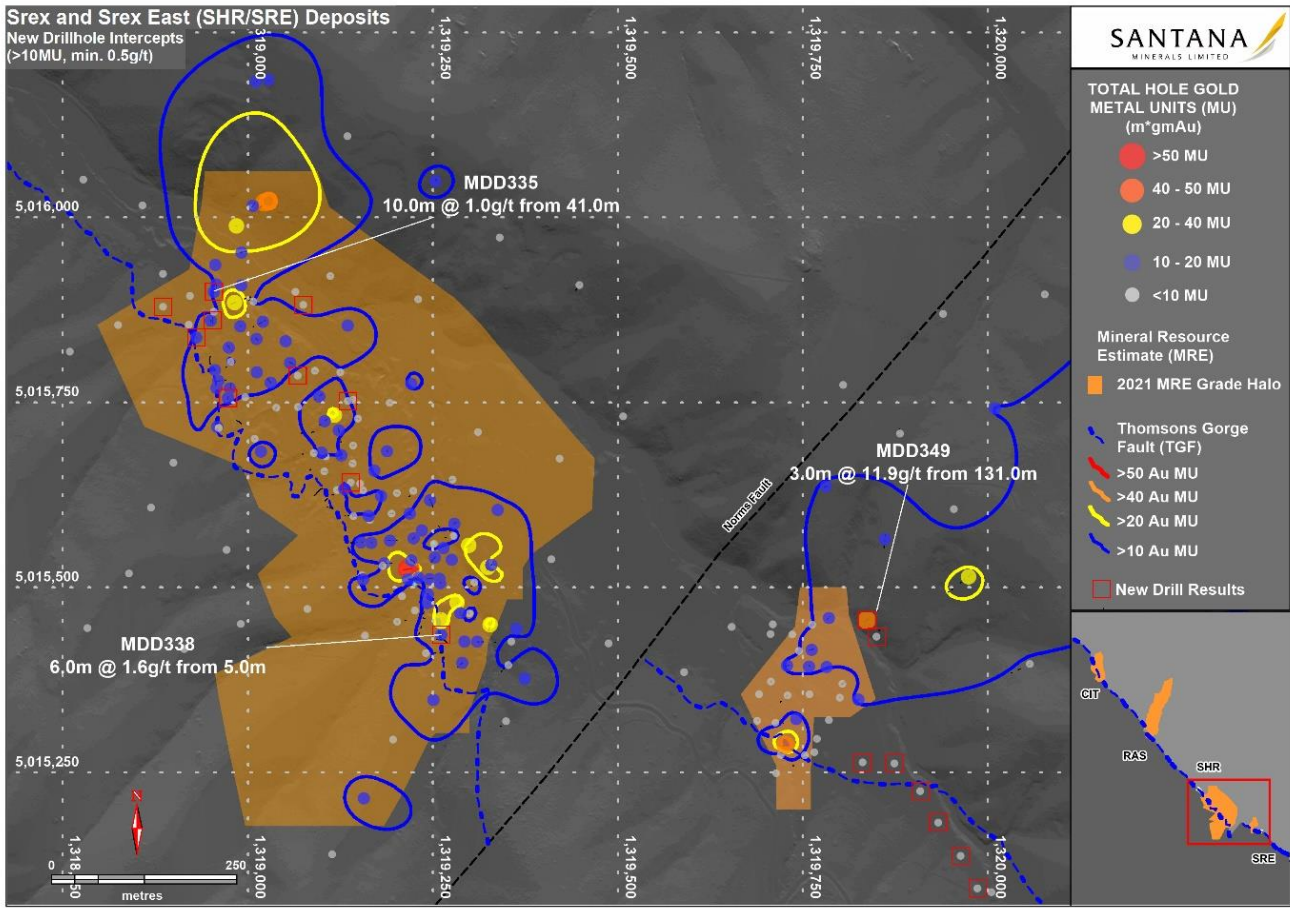 Srex and Srex East (SHR/SRE) Deposits
New Drillhole Intercepts
(>10MU, min. 0.5g/t)
1,319,000
1,319,250
1,319,500
1,319,750
1,320,000
MDD335
10.0m @ 1.0g/t from 41.0m
5,016,000
5,015,750
MDD349
3.0m @ 11.9g/t from 131.0m
Norms Fault
5,015,500
MDD338
6.0m @ 1.6g/t from 5.0m
5,015,250
N
0 250
metres
1,319,000
1,319,250
1,319,500
1,319,750
1,320,000
SANTANA
MINERALS LIMITED
TOTAL HOLE GOLD
METAL UNITS (MU)
(m*gmAu)
>50 MU
40 - 50 MU
20 - 40 MU
10 - 20 MU
<10 MU
Mineral Resource
Estimate (MRE)
2021 MRE Grade Halo
Thomsons Gorge
Fault (TGF)
>50 Au MU
>40 Au MU
>20 Au MU
>10 Au MU
New Drill Results
CIT
RAS
SHR
SRE